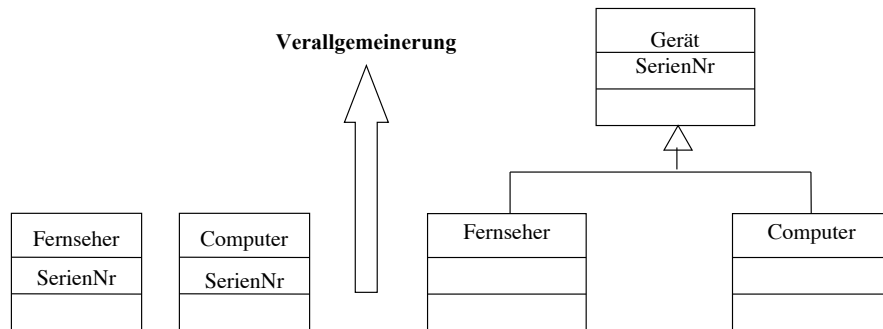 Verallgemeinerung
Gerät
SerienNr
Fernseher
SerienNr
Computer
SerienNr
Fernseher
Computer